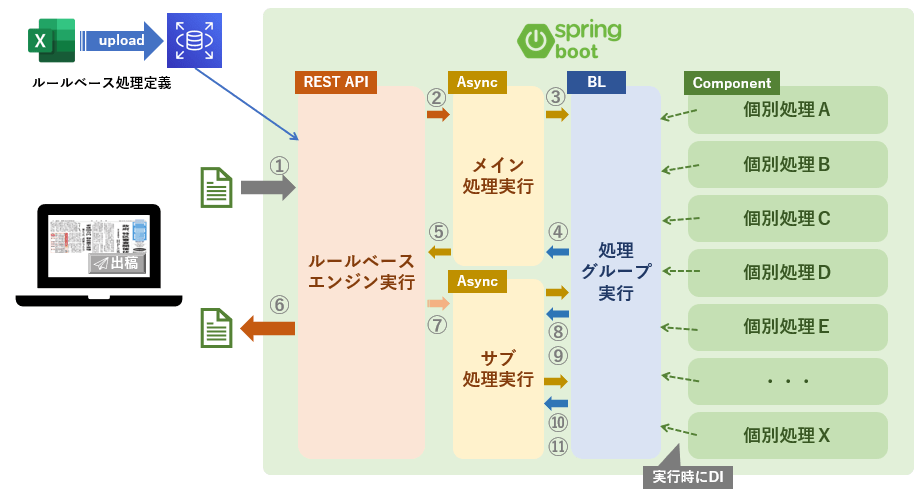 X
upload
ルールベース処理定義
spring
boot
REST API
Async
BL
Component
①
②
③
メイン
処理実行
⑤
④
ルールベース
エンジン実行
処理
グループ
実行
個別処理A
個別処理B
個別処理C
個別処理D
個別処理E
・・・
個別処理X
出稿
Async
⑥
⑦
サブ
処理実行
⑧
⑨
⑩
⑪
実行時にDI